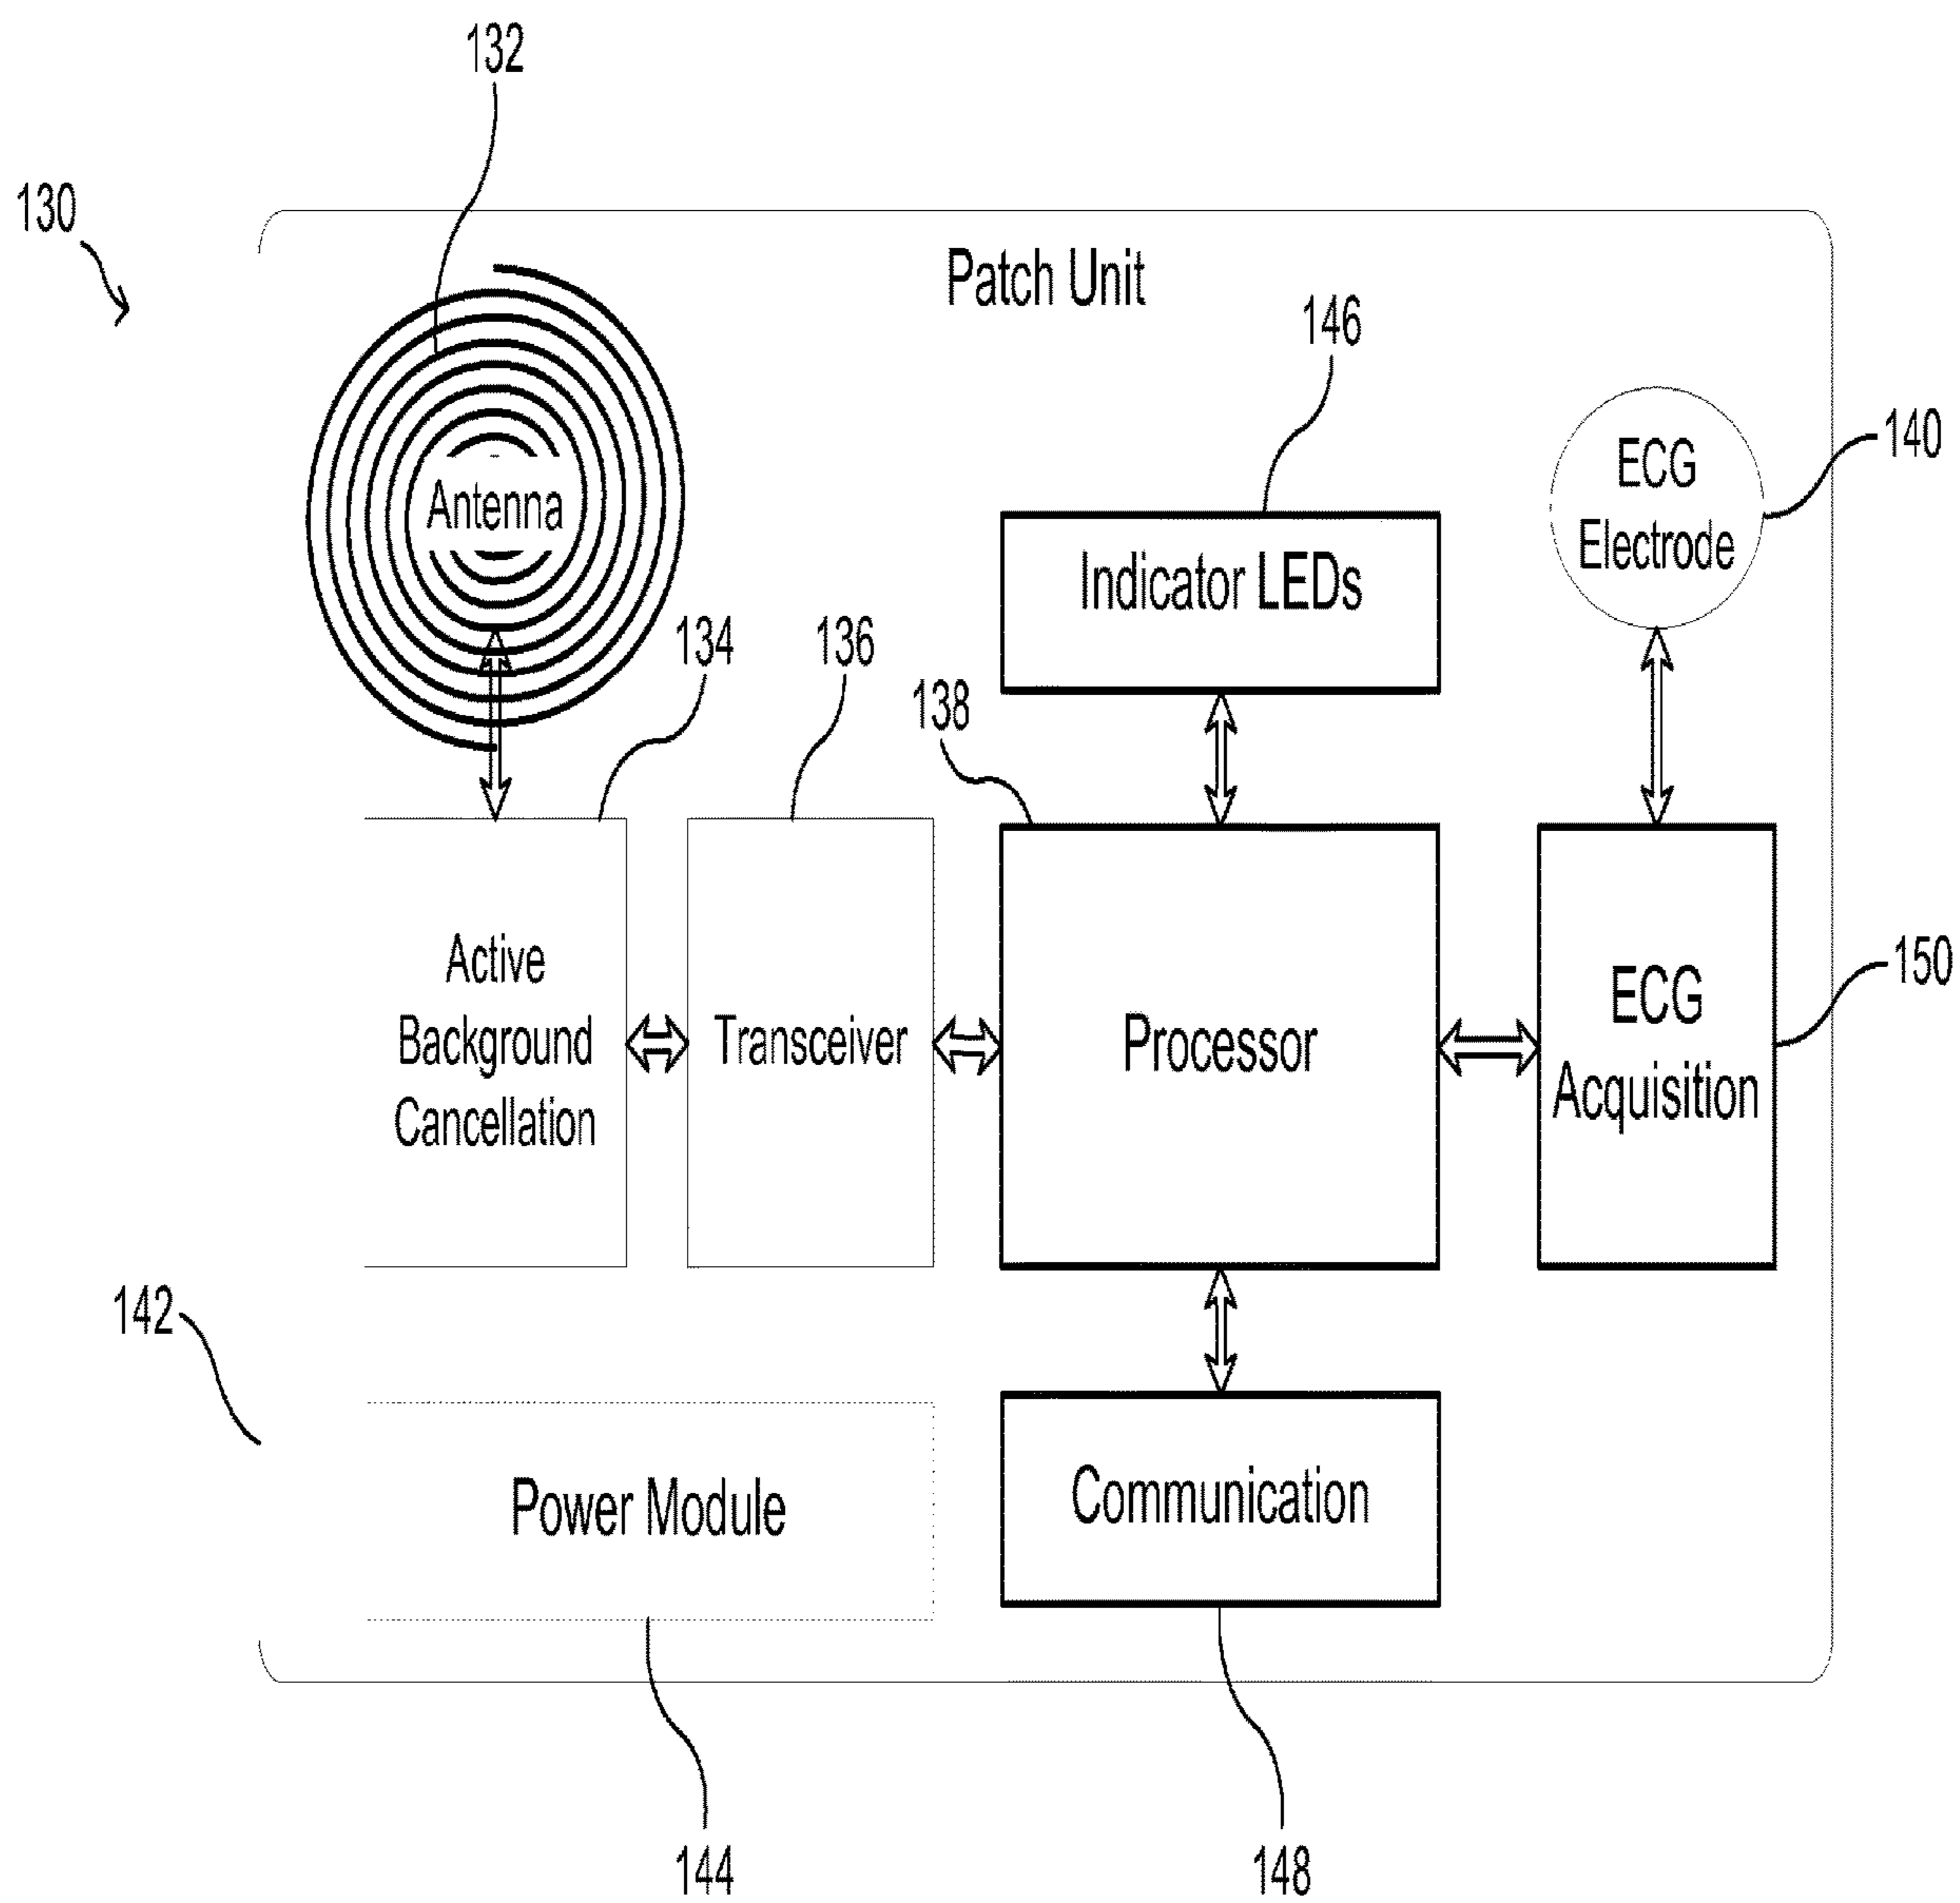 132
130
Patch Unit
146
140
ECG
Electrode
Antenna
Indicator LEDs
134
136
138
Active
Background
Cancellation
Transceiver
Processor
ECG
Acquisition
150
142
Power Module
Communication
144
148